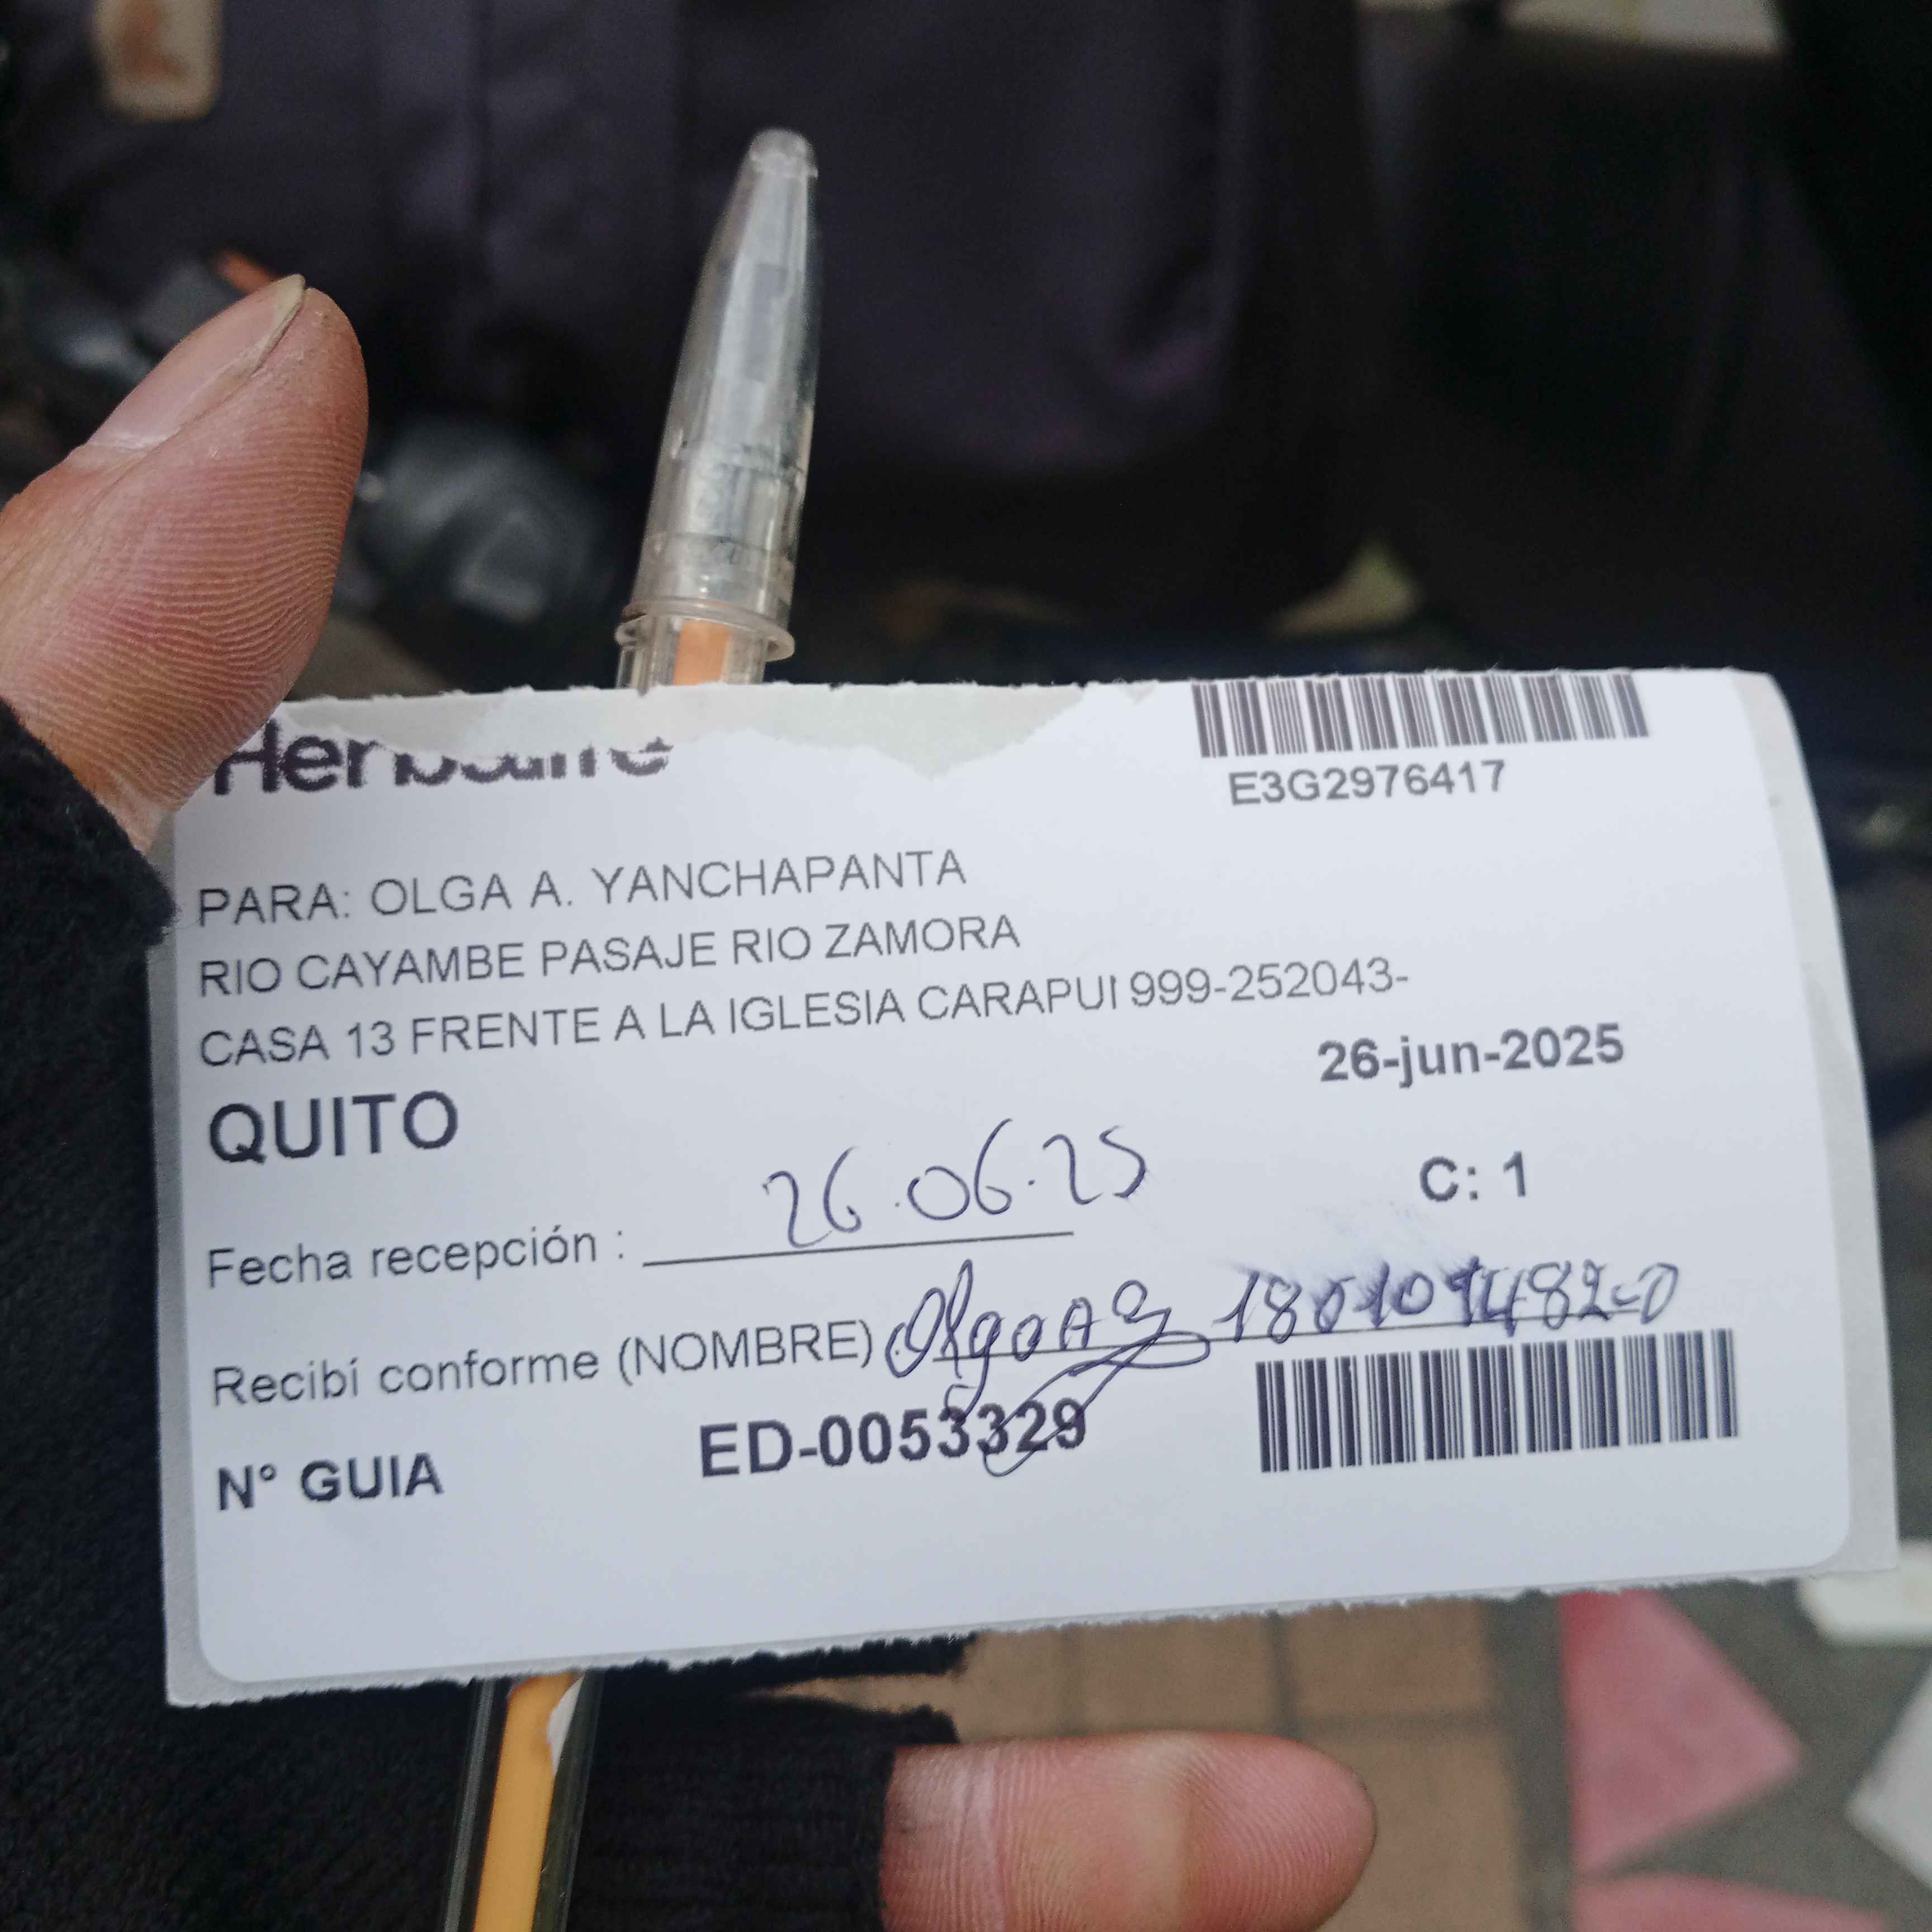 Herbalife
E3G2976417
PARA: OLGA A. YANCHAPANTA
RIO CAYAMBE PASAJE RIO ZAMORA
CASA 13 FRENTE A LA IGLESIA CARAPUI 999-252043-
QUITO
26-jun-2025
C: 1
Fecha recepción : 26.06.25
Recibí conforme (NOMBRE)
N° GUIA ED-0053329